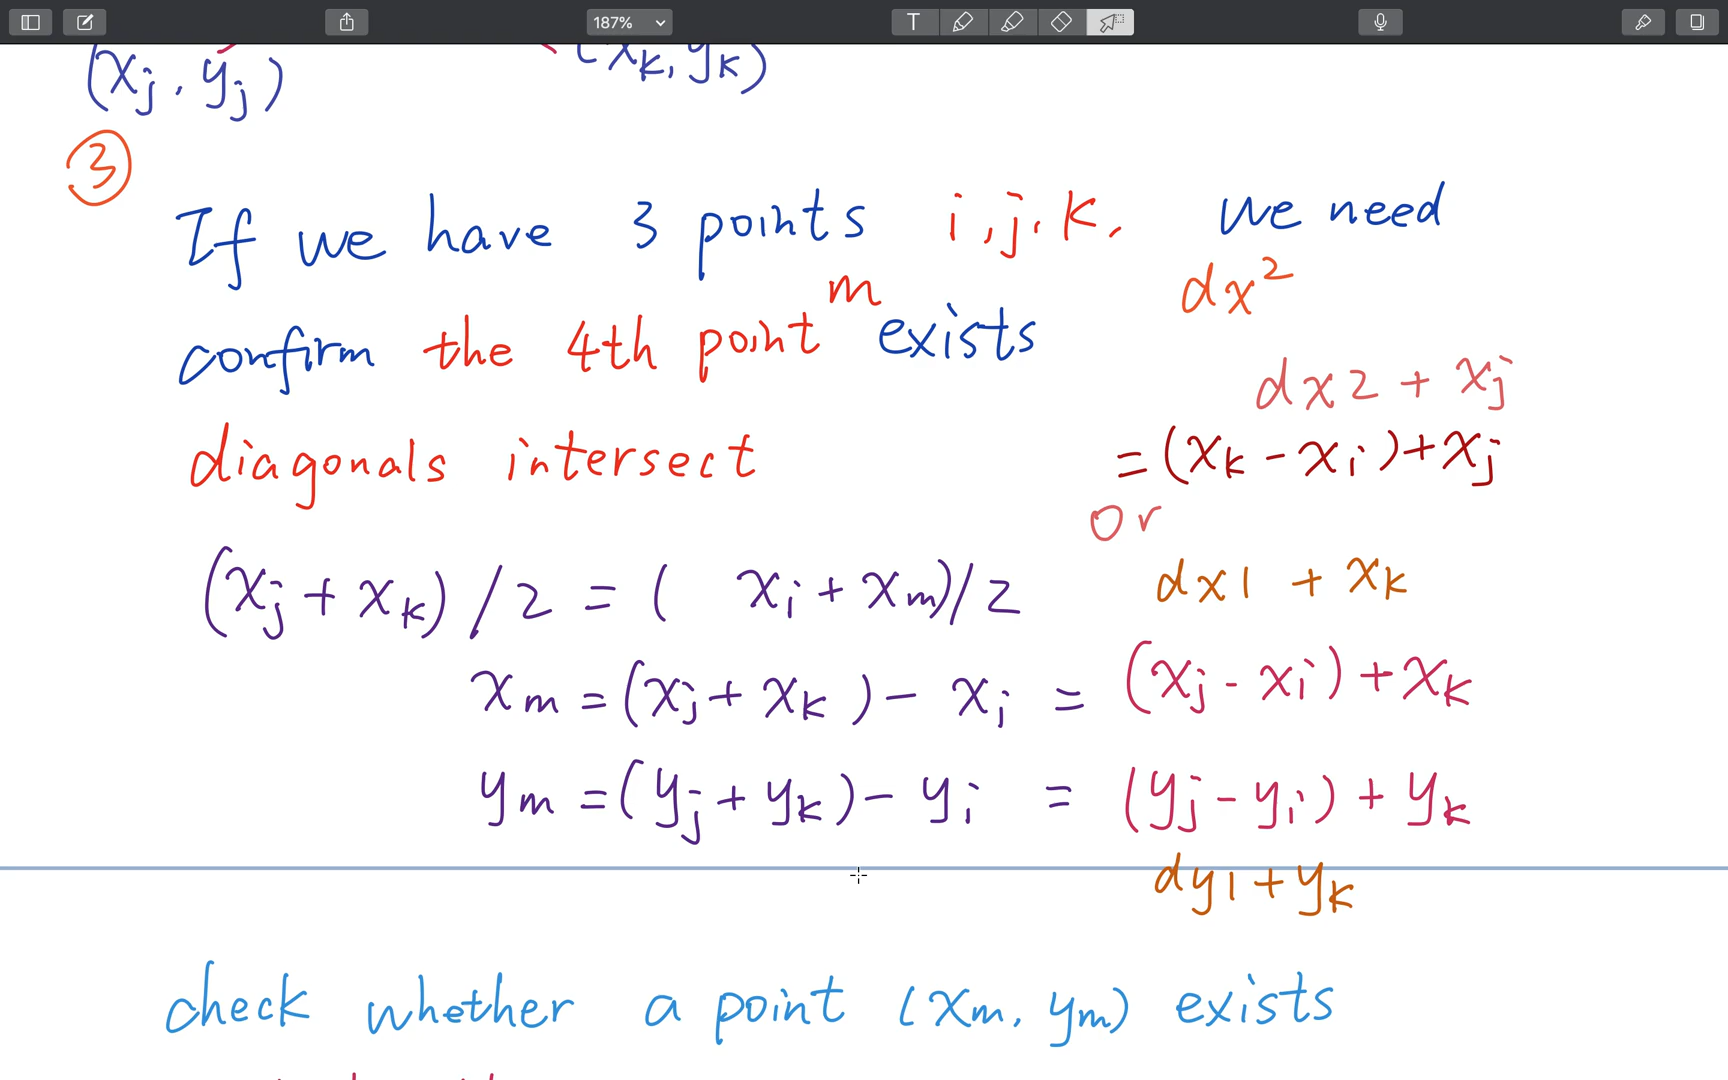 187%
T
(xj, yj)
(xk, yk)
3
If we have 3 points i, j, k, we need
confirm the 4th point m exists
dx²
diagonals intersect
dx2 + xj
= (xk - xi) + xj
or
(xj + xk) / 2 = ( xi + xm) / 2
dx1 + xk
xm = (xj + xk) - xi = (xj - xi) + xk
ym = (yj + yk) - yi = (yj - yi) + yk
dy1 + yk
check whether a point (xm, ym) exists